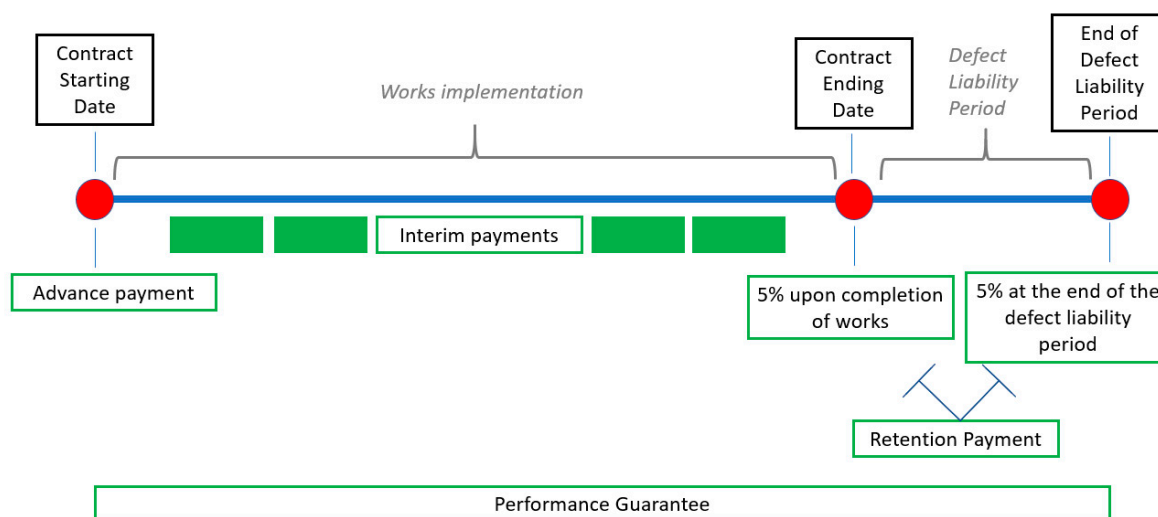 Contract
Starting
Date
Works implementation
Contract
Ending
Date
Defect
Liability
Period
End of
Defect
Liability
Period
Interim payments
Advance payment
5% upon completion
of works
5% at the end of the
defect liability
period
Retention Payment
Performance Guarantee